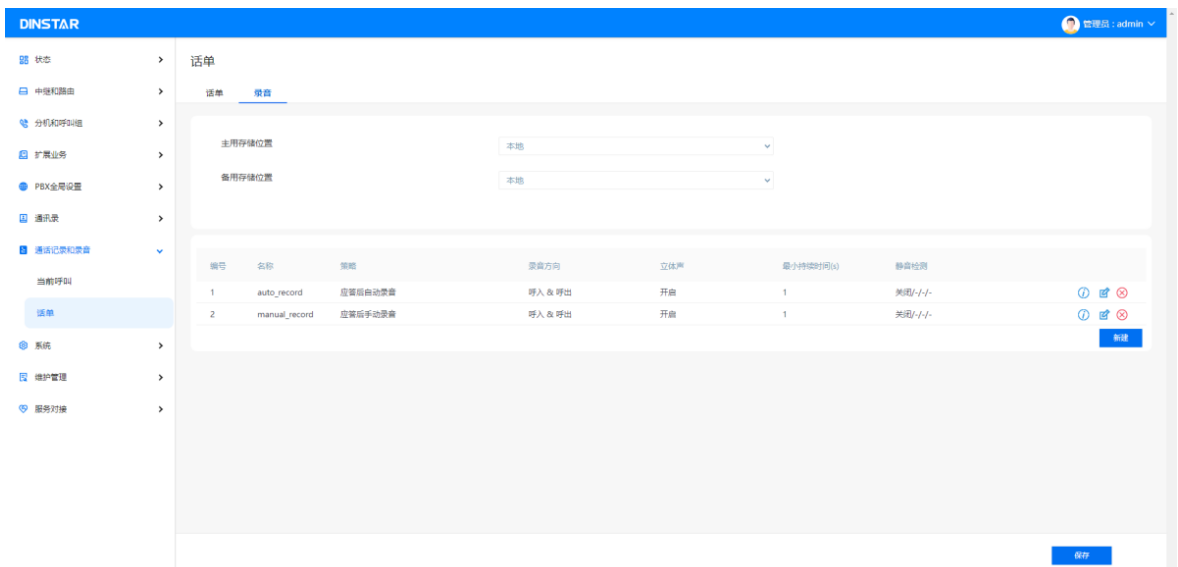 DINSTAR
管理员 : admin
状态
中继和路由
分机和呼叫组
扩展业务
PBX全局设置
通讯录
通话记录和录音
当前呼叫
话单
系统
维护管理
服务对接
话单
话单 录音
主用存储位置 本地
备用存储位置 本地
编号 名称 策略 录音方向 立体声 最小持续时间(s) 静音检测
1 auto_record 应答后自动录音 呼入 & 呼出 开启 1 关闭/-/-/-
2 manual_record 应答后手动录音 呼入 & 呼出 开启 1 关闭/-/-/-
新建
保存